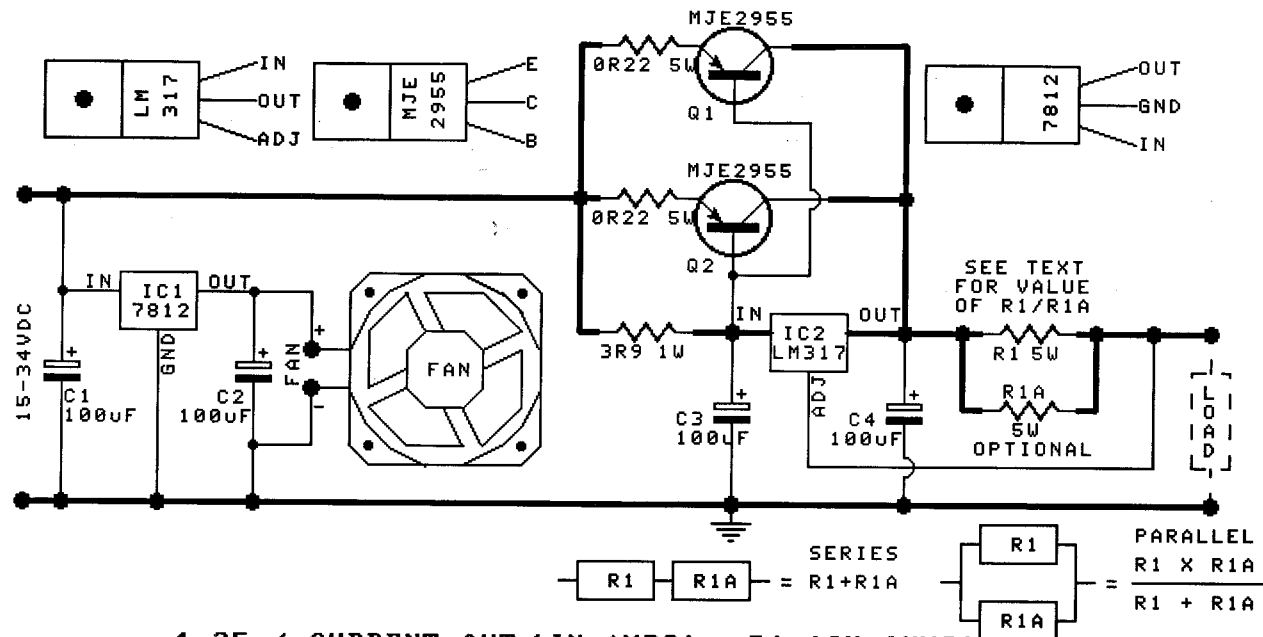 MJE2955
0R22 5W
Q1
LM
317
IN
OUT
ADJ
MJE
2955
E
C
B
7812
OUT
GND
IN
MJE2955
0R22 5W
Q2
SEE TEXT
FOR VALUE
OF R1/R1A
15-34VDC
IN
IC1
7812
OUT
GND
+
C1
100uF
+
C2
100uF
FAN
+
-
FAN
3R9 1W
IN
IC2
LM317
OUT
ADJ
+
C3
100uF
+
C4
100uF
R1 5W
R1A
5W
OPTIONAL
LOAD
R1
R1A
=
SERIES
R1+R1A
R1
R1A
=
PARALLEL
R1 X R1A
R1 + R1A